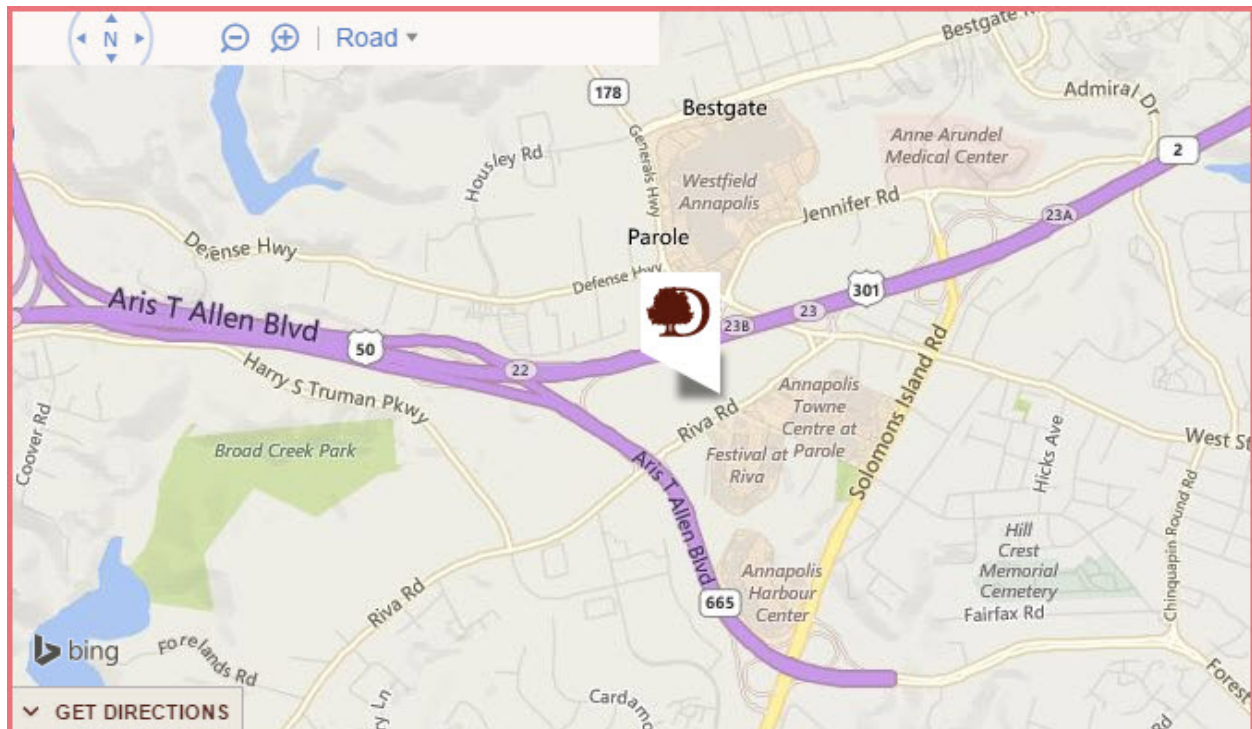 N
Road
Bestgate
178
Bestgate
Admiral Dr
Anne Arundel
Medical Center
2
Generals Hwy
Housley Rd
Westfield
Annapolis
Jennifer Rd
23A
Parole
Defense Hwy
Defense Hwy
301
Aris T Allen Blvd
D
23B
23
50
22
Harry S Truman Pkwy
Solomons Island Rd
Annapolis
Towne
Centre at
Parole
Riva Rd
Coover Rd
Broad Creek Park
Festival at
Riva
Hicks Ave
West St
Aris T Allen Blvd
Chinquapin Round Rd
Hill
Crest
Memorial
Cemetery
Annapolis
Harbour
Center
665
Fairfax Rd
Riva Rd
bing
Forelands Rd
Forest
Rd
Ln
Cardamo
GET DIRECTIONS